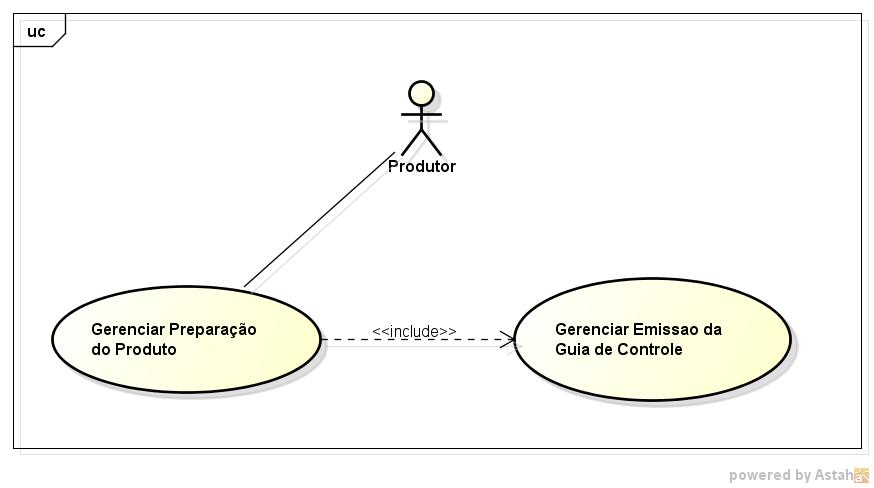 uc
Produtor
Gerenciar Preparação
do Produto
<<include>>
Gerenciar Emissao da
Guia de Controle
powered by Astah